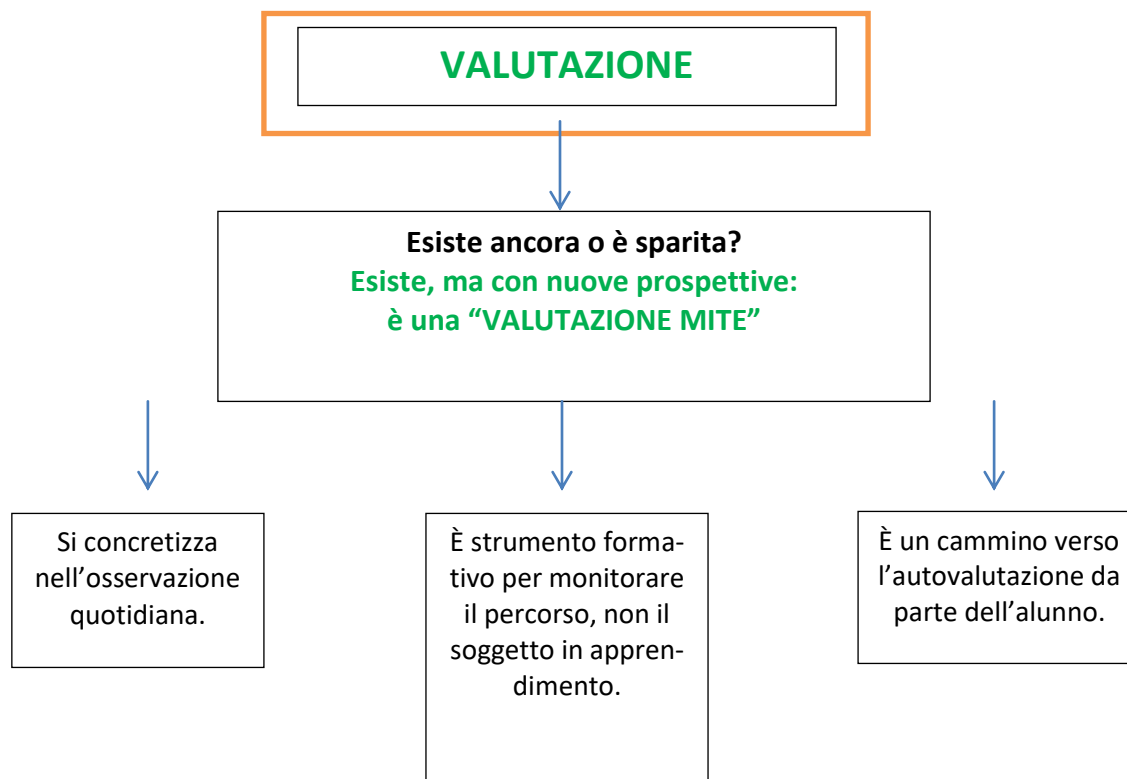 VALUTAZIONE
Esiste ancora o è sparita?
Esiste, ma con nuove prospettive:
è una “VALUTAZIONE MITE”
Si concretizza
nell’osservazione
quotidiana.
È strumento forma-
tivo per monitorare
il percorso, non il
soggetto in appren-
dimento.
È un cammino verso
l’autovalutazione da
parte dell’alunno.